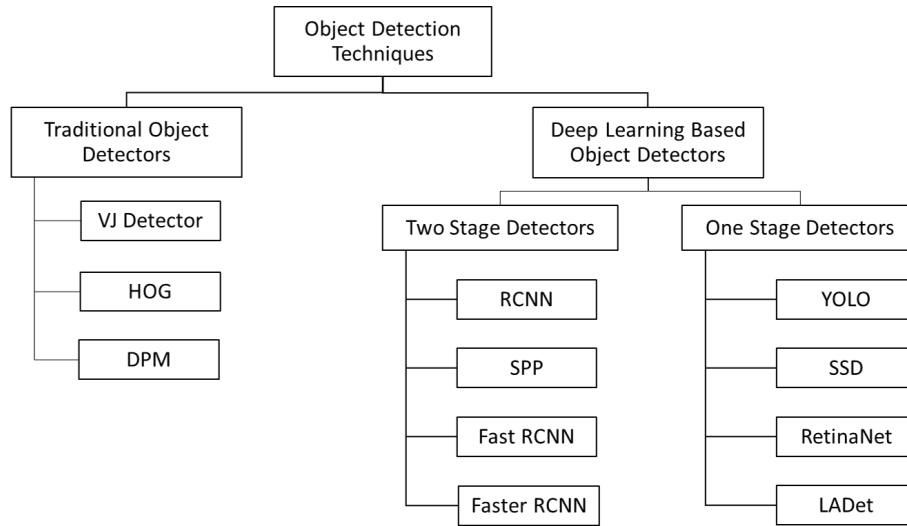 Object Detection
Techniques
Traditional Object
Detectors
VJ Detector
HOG
DPM
Deep Learning Based
Object Detectors
Two Stage Detectors
RCNN
SPP
Fast RCNN
Faster RCNN
One Stage Detectors
YOLO
SSD
RetinaNet
LADet